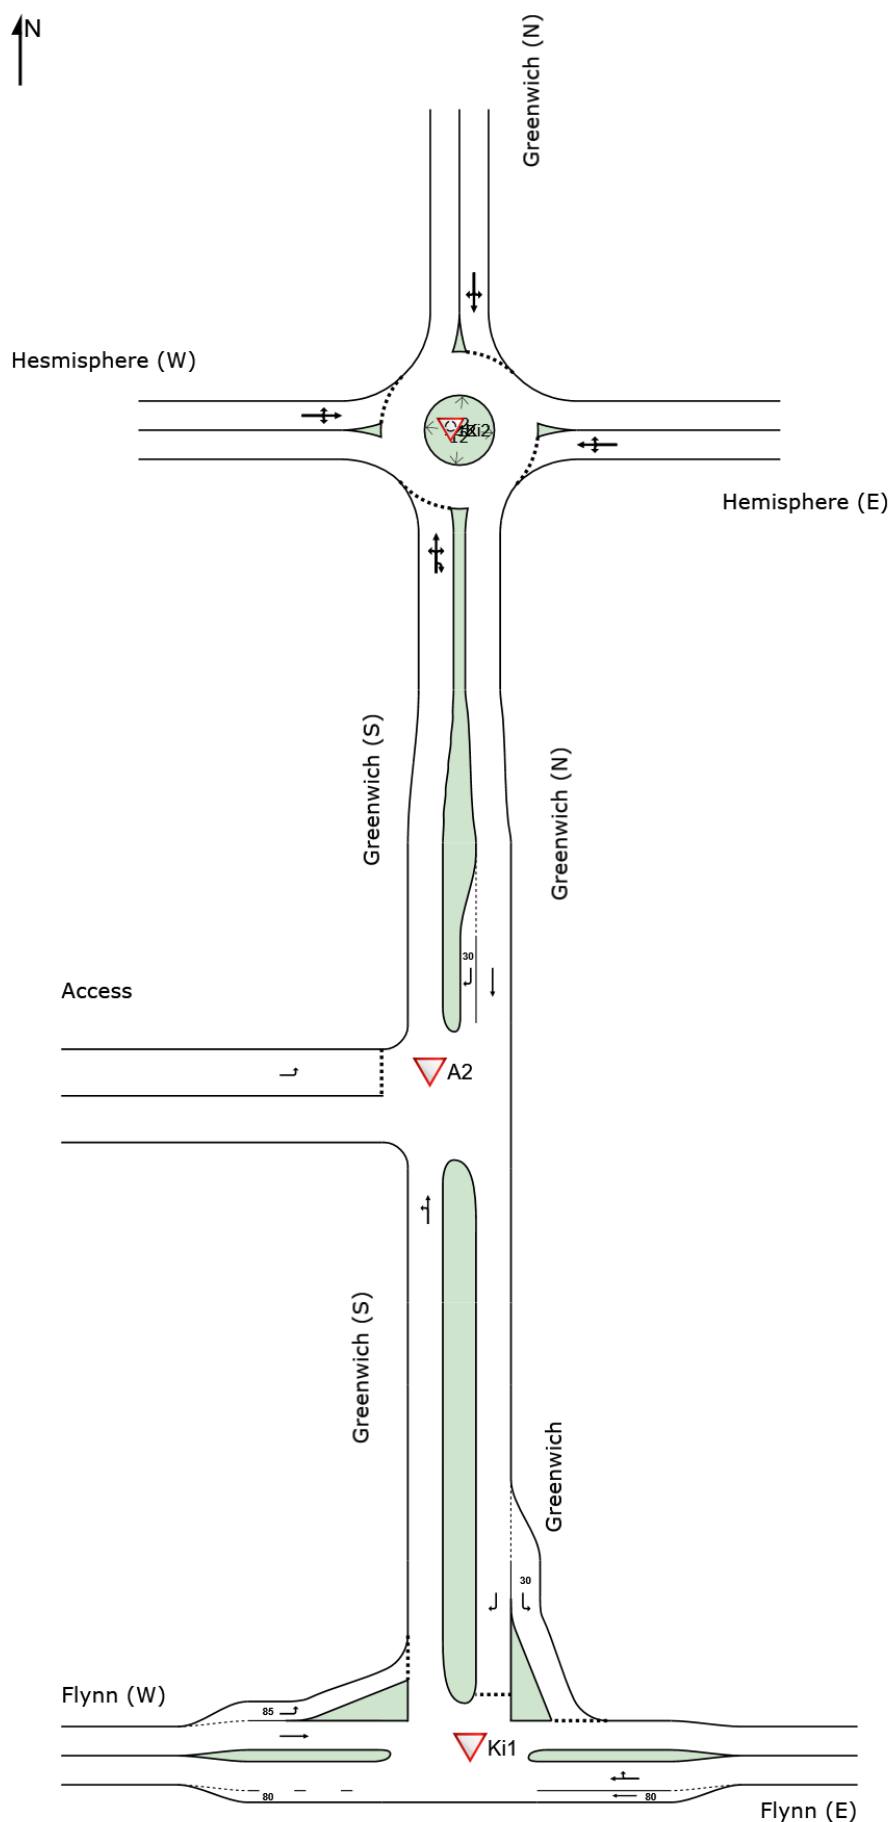 N
Greenwich (N)
Hesmisphere (W)
Hemisphere (E)
Greenwich (S)
Greenwich (N)
30
Access
A2
Greenwich (S)
Greenwich
30
Flynn (W)
85
Ki1
80
80
Flynn (E)